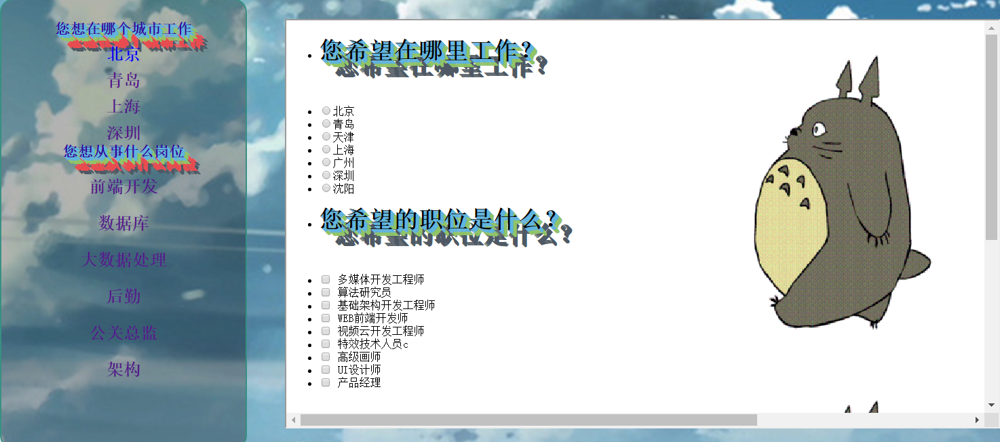 您想在哪个城市工作
北京
青岛
上海
深圳
您想从事什么岗位
前端开发
数据库
大数据处理
后勤
公关总监
架构
您希望在哪里工作?
北京
青岛
天津
上海
广州
深圳
沈阳
您希望的职位是什么?
多媒体开发工程师
算法研究员
基础架构开发工程师
WEB前端开发师
视频云开发工程师
特效技术人员c
高级画师
UI设计师
产品经理